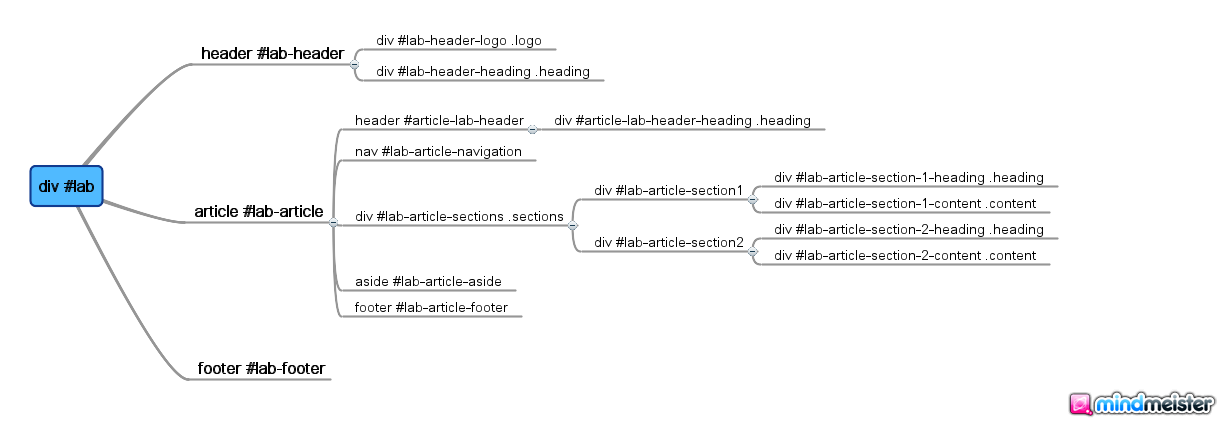 header #lab-header
div #lab-header-logo .logo
div #lab-header-heading .heading
div #lab
article #lab-article
header #article-lab-header
div #article-lab-header-heading .heading
nav #lab-article-navigation
div #lab-article-sections .sections
div #lab-article-section1
div #lab-article-section-1-heading .heading
div #lab-article-section-1-content .content
div #lab-article-section2
div #lab-article-section-2-heading .heading
div #lab-article-section-2-content .content
aside #lab-article-aside
footer #lab-article-footer
footer #lab-footer
mindmeister